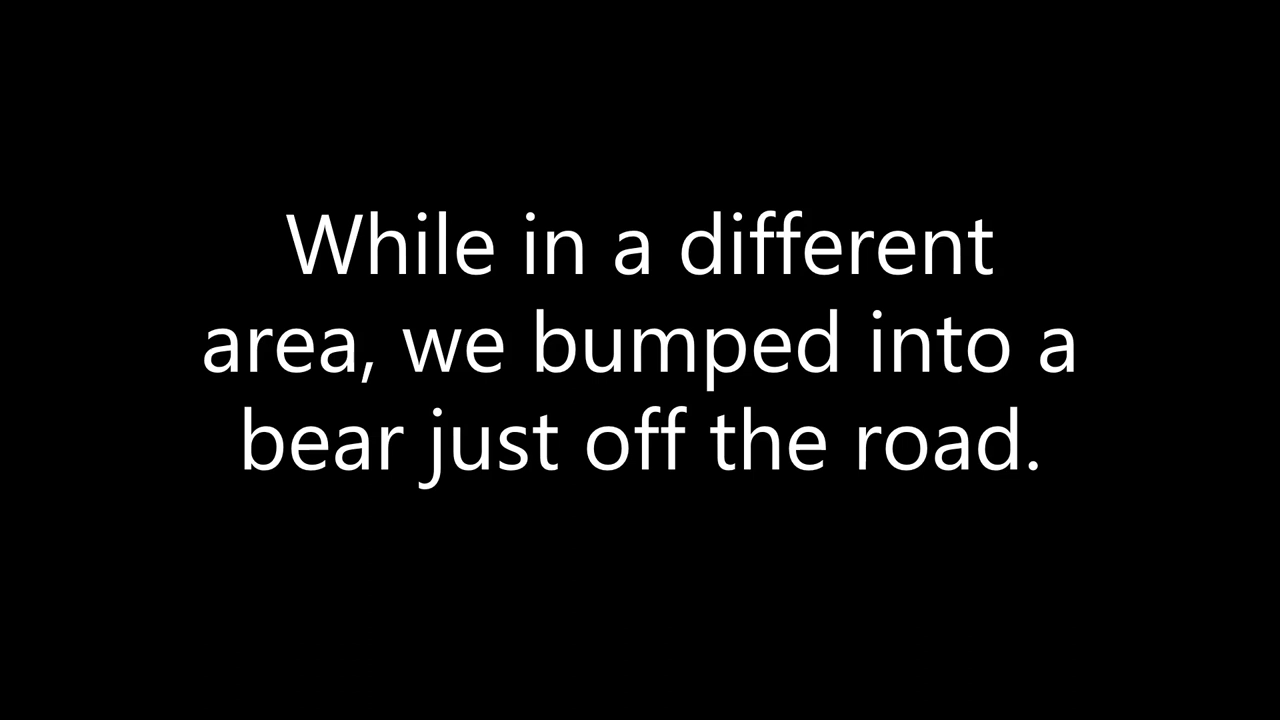 While in a different
area, we bumped into a
bear just off the road.